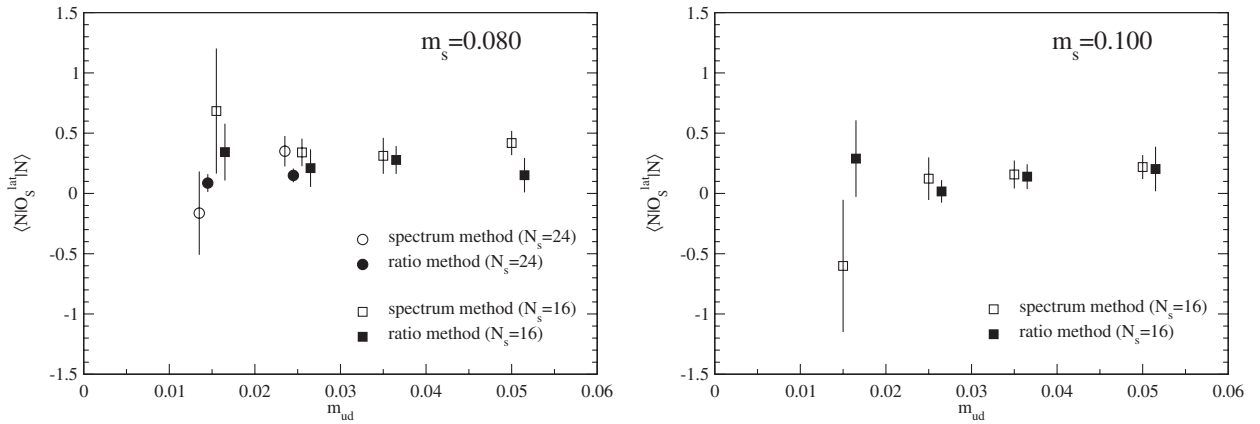 m_s=0.080
1.5
1
0.5
0
-0.5
-1
-1.5
⟨N|O_S^lat|N⟩
spectrum method (N_s=24)
ratio method (N_s=24)
spectrum method (N_s=16)
ratio method (N_s=16)
0 0.01 0.02 0.03 0.04 0.05 0.06
m_ud
m_s=0.100
1.5
1
0.5
0
-0.5
-1
-1.5
⟨N|O_S^lat|N⟩
spectrum method (N_s=16)
ratio method (N_s=16)
0 0.01 0.02 0.03 0.04 0.05 0.06
m_ud